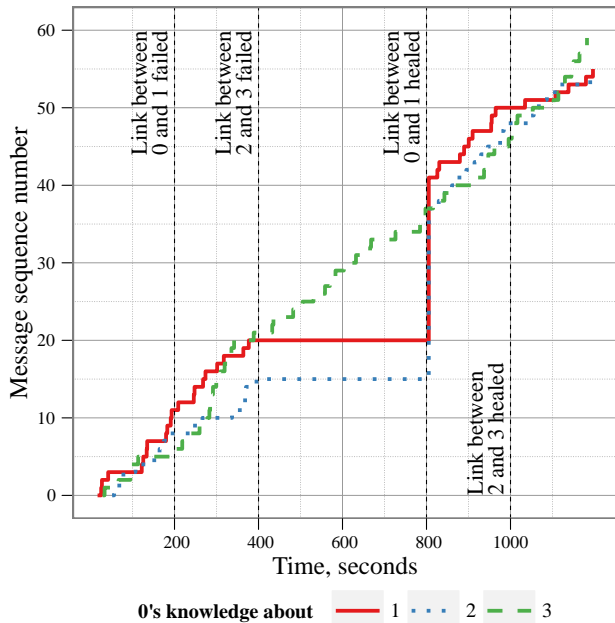 Message sequence number
60
50
40
30
20
10
0
Link between
0 and 1 failed
Link between
2 and 3 failed
Link between
0 and 1 healed
Link between
2 and 3 healed
200 400 600 800 1000
Time, seconds
0's knowledge about 1 2 3